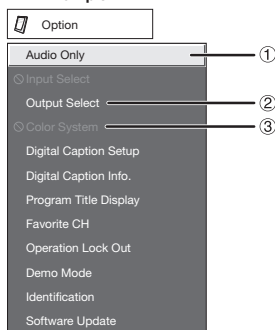 Option
Audio Only ①
Input Select
Output Select ②
Color System ③
Digital Caption Setup
Digital Caption Info.
Program Title Display
Favorite CH
Operation Lock Out
Demo Mode
Identification
Software Update